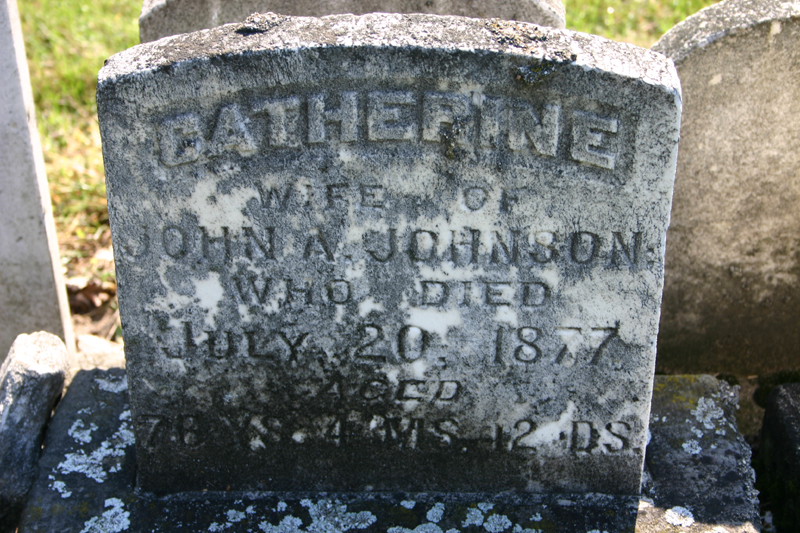 CATHERINE
WIFE OF
JOHN A. JOHNSON
WHO DIED
JULY. 20, 1877
AGED
78 YS. 4 MS. 12 DS.